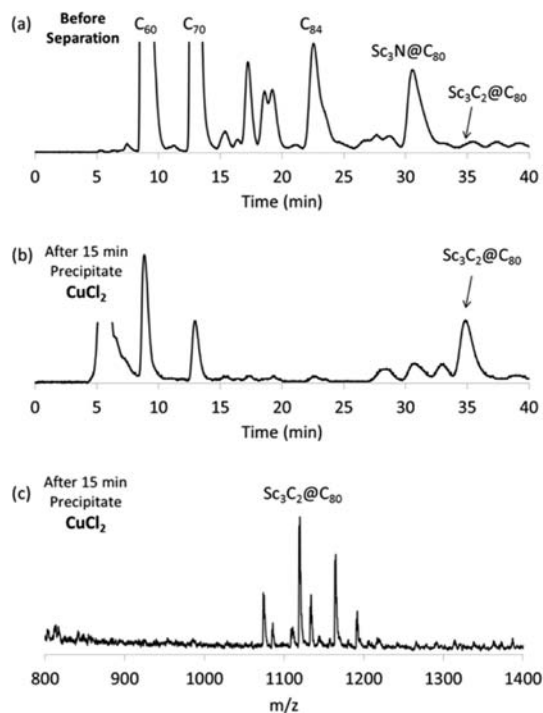 (a) Before Separation C₆₀ C₇₀ C₈₄ Sc₃N@C₈₀ Sc₃C₂@C₈₀
0 5 10 15 20 25 30 35 40
Time (min)
(b) After 15 min
Precipitate
CuCl₂
Sc₃C₂@C₈₀
0 5 10 15 20 25 30 35 40
Time (min)
(c) After 15 min
Precipitate
CuCl₂
Sc₃C₂@C₈₀
800 900 1000 1100 1200 1300 1400
m/z